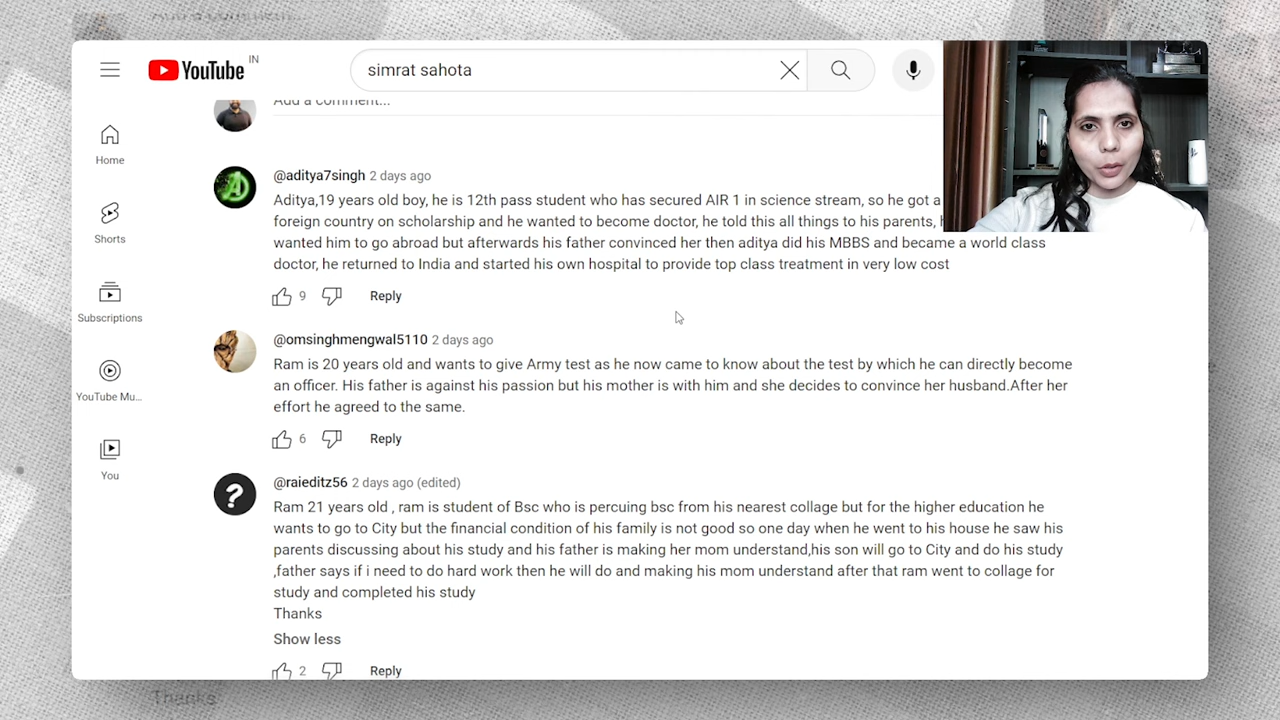 Add a comment...
YouTube IN
simrat sahota
Add a comment...
Home
Shorts
Subscriptions
YouTube Mu...
You
@aditya7singh 2 days ago
Aditya,19 years old boy, he is 12th pass student who has secured AIR 1 in science stream, so he got a
foreign country on scholarship and he wanted to become doctor, he told this all things to his parents,
wanted him to go abroad but afterwards his father convinced her then aditya did his MBBS and became a world class
doctor, he returned to India and started his own hospital to provide top class treatment in very low cost
9 Reply
@omsinghmengwal5110 2 days ago
Ram is 20 years old and wants to give Army test as he now came to know about the test by which he can directly become
an officer. His father is against his passion but his mother is with him and she decides to convince her husband.After her
effort he agreed to the same.
6 Reply
@raieditz56 2 days ago (edited)
Ram 21 years old , ram is student of Bsc who is percuing bsc from his nearest collage but for the higher education he
wants to go to City but the financial condition of his family is not good so one day when he went to his house he saw his
parents discussing about his study and his father is making her mom understand,his son will go to City and do his study
,father says if i need to do hard work then he will do and making his mom understand after that ram went to collage for
study and completed his study
Thanks
Show less
2 Reply
Thanks